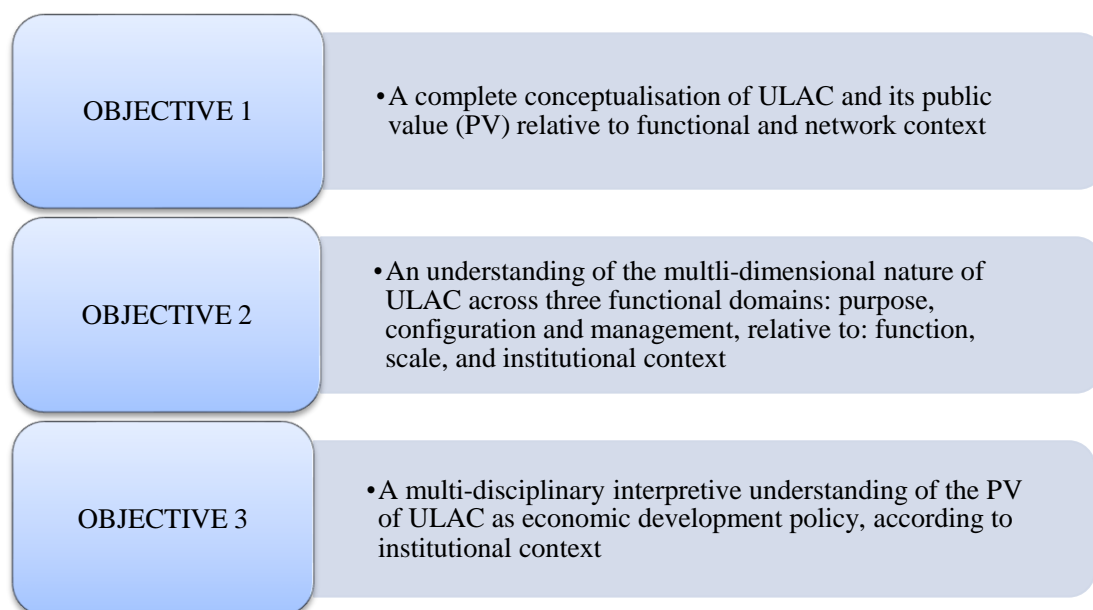 OBJECTIVE 1
•A complete conceptualisation of ULAC and its public
value (PV) relative to functional and network context
OBJECTIVE 2
•An understanding of the multli-dimensional nature of
ULAC across three functional domains: purpose,
configuration and management, relative to: function,
scale, and institutional context
OBJECTIVE 3
•A multi-disciplinary interpretive understanding of the PV
of ULAC as economic development policy, according to
institutional context